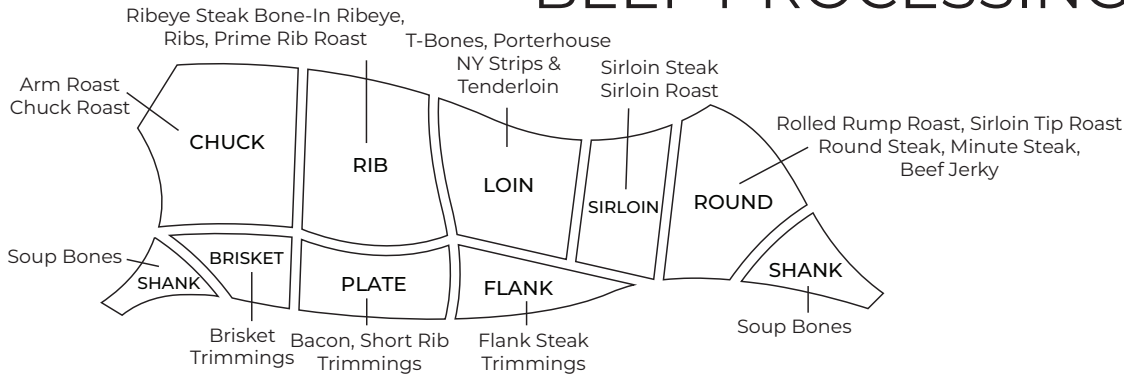 BEEF PROCESSING
Ribeye Steak Bone-In Ribeye,
Ribs, Prime Rib Roast
T-Bones, Porterhouse
NY Strips &
Tenderloin
Sirloin Steak
Sirloin Roast
Arm Roast
Chuck Roast
Rolled Rump Roast, Sirloin Tip Roast
Round Steak, Minute Steak,
Beef Jerky
CHUCK
RIB
LOIN
SIRLOIN
ROUND
Soup Bones
SHANK
BRISKET
PLATE
FLANK
SHANK
Brisket
Trimmings
Bacon, Short Rib
Trimmings
Flank Steak
Trimmings
Soup Bones